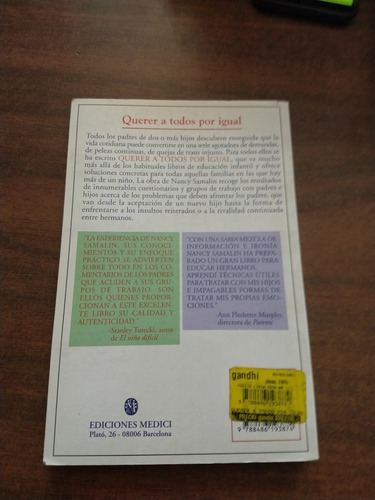 Querer a todos por igual
Todos los padres de dos o más hijos descubren enseguida que la
vida cotidiana puede convertirse en una serie agotadora de demandas,
de peleas continuas, de quejas de trato injusto. Para todos ellos se
ha escrito QUERER A TODOS POR IGUAL, que va mucho
más allá de los habituales libros de educación infantil y ofrece
soluciones concretas para todas aquellas familias en las que hay
más de un niño. La obra de Nancy Samalin recoge los resultados
de innumerables cuestionarios y grupos de trabajo con padres e
hijos acerca de los problemas que deben afrontar los padres, que
van desde la aceptación de un nuevo hijo hasta la forma de
enfrentarse a los insultos reiterados o a la rivalidad continuada
entre hermanos.
"LA EXPERIENCIA DE NANCY
SAMALIN, SUS CONOCI-
MIENTOS Y SU ENFOQUE
PRÁCTICO SE ADVIERTEN
SOBRE TODO EN LOS CO-
MENTARIOS DE LOS PADRES
QUE ACUDEN A SUS GRU-
POS DE TRABAJO. SON
ELLOS QUIENES PROPOR-
CIONAN A ESTE EXCELEN-
TE LIBRO SU CALIDAD Y
AUTENTICIDAD."
-Stanley Turecki, autor de
El niño difícil
"CON UNA SABIA MEZCLA DE
INFORMACIÓN E IRONÍA,
NANCY SAMALIN HA PREPA-
RADO UN GRAN LIBRO PARA
EDUCAR HERMANOS.
APRENDÍ TÉCNICAS ÚTILES
PARA TRATAR CON MIS HIJOS
E IMPAGABLES FORMAS DE
TRATAR MIS PROPIAS EMO-
CIONES."
-Ann Pleshette Murphy,
directora de Parents
EDICIONES MEDICI
Plató, 26 - 08006 Barcelona
gandhi
9 788486 193874